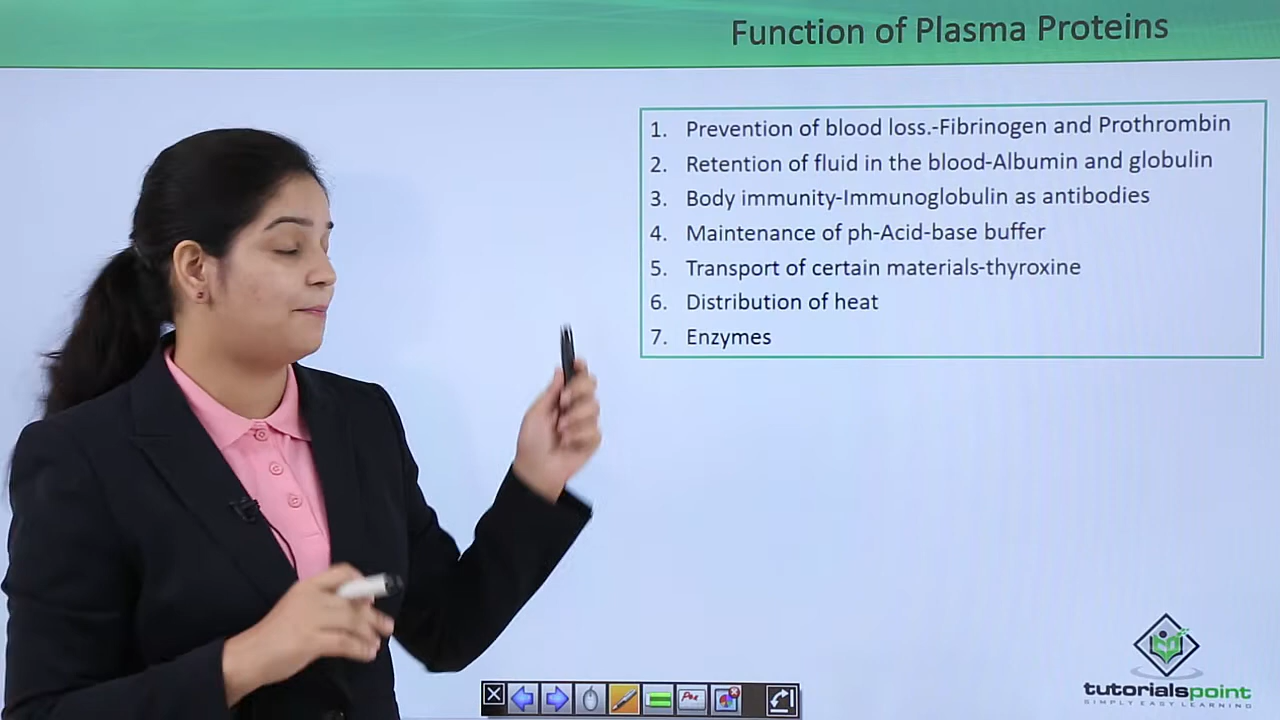 Function of Plasma Proteins
1. Prevention of blood loss.-Fibrinogen and Prothrombin
2. Retention of fluid in the blood-Albumin and globulin
3. Body immunity-Immunoglobulin as antibodies
4. Maintenance of ph-Acid-base buffer
5. Transport of certain materials-thyroxine
6. Distribution of heat
7. Enzymes
tutorialspoint
SIMPLY EASY LEARNING